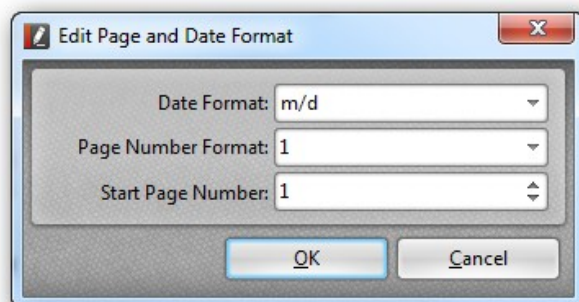 Edit Page and Date Format
Date Format: m/d
Page Number Format: 1
Start Page Number: 1
OK Cancel